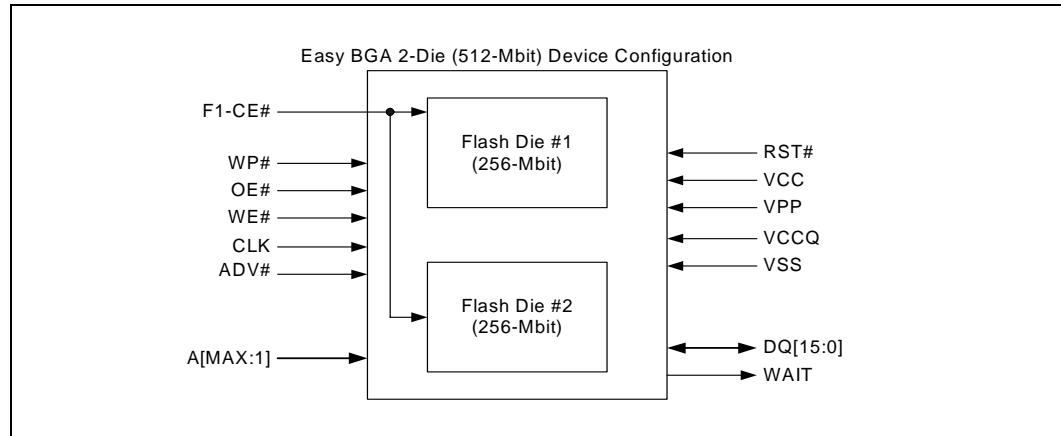 Easy BGA 2-Die (512-Mbit) Device Configuration
F1-CE#
WP#
OE#
WE#
CLK
ADV#
A[MAX:1]
Flash Die #1
(256-Mbit)
Flash Die #2
(256-Mbit)
RST#
VCC
VPP
VCCQ
VSS
DQ[15:0]
WAIT